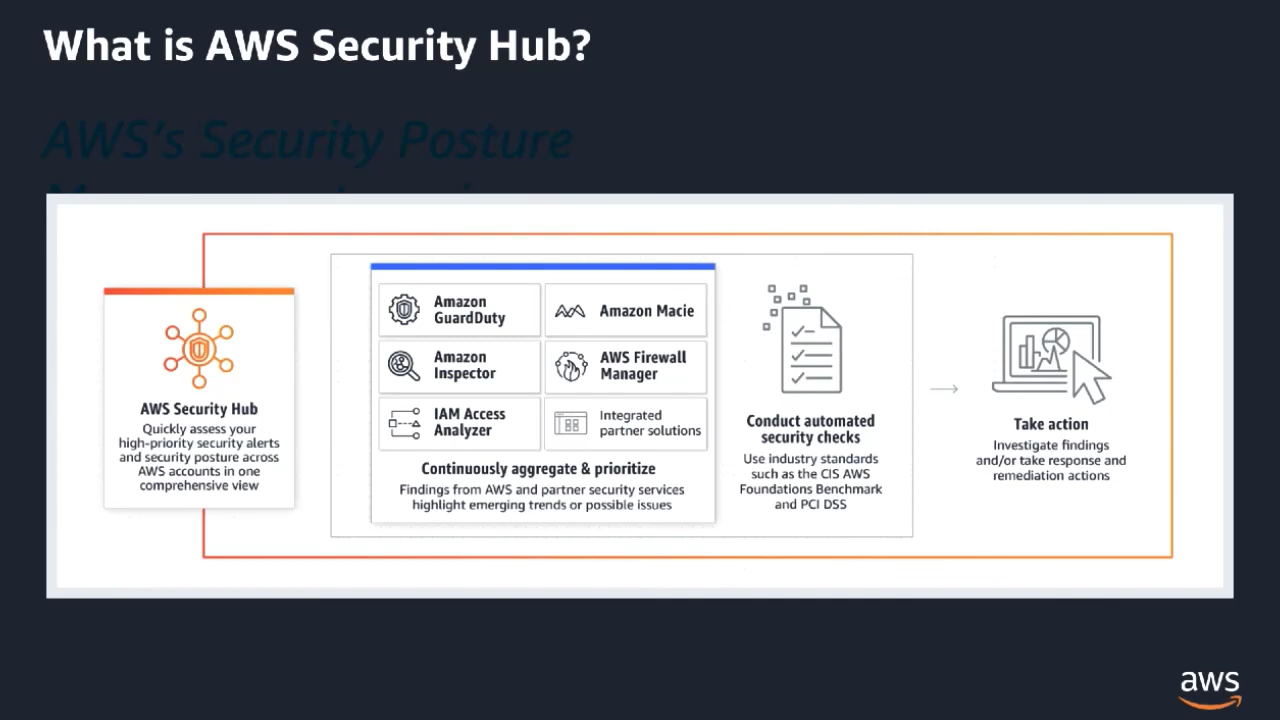 What is AWS Security Hub?
AWS's Security Posture
AWS Security Hub
Quickly assess your
high-priority security alerts
and security posture across
AWS accounts in one
comprehensive view
Amazon
GuardDuty
Amazon Macie
Amazon
Inspector
AWS Firewall
Manager
IAM Access
Analyzer
Integrated
partner solutions
Continuously aggregate & prioritize
Findings from AWS and partner security services
highlight emerging trends or possible issues
Conduct automated
security checks
Use industry standards
such as the CIS AWS
Foundations Benchmark
and PCI DSS
Take action
Investigate findings
and/or take response and
remediation actions
aws